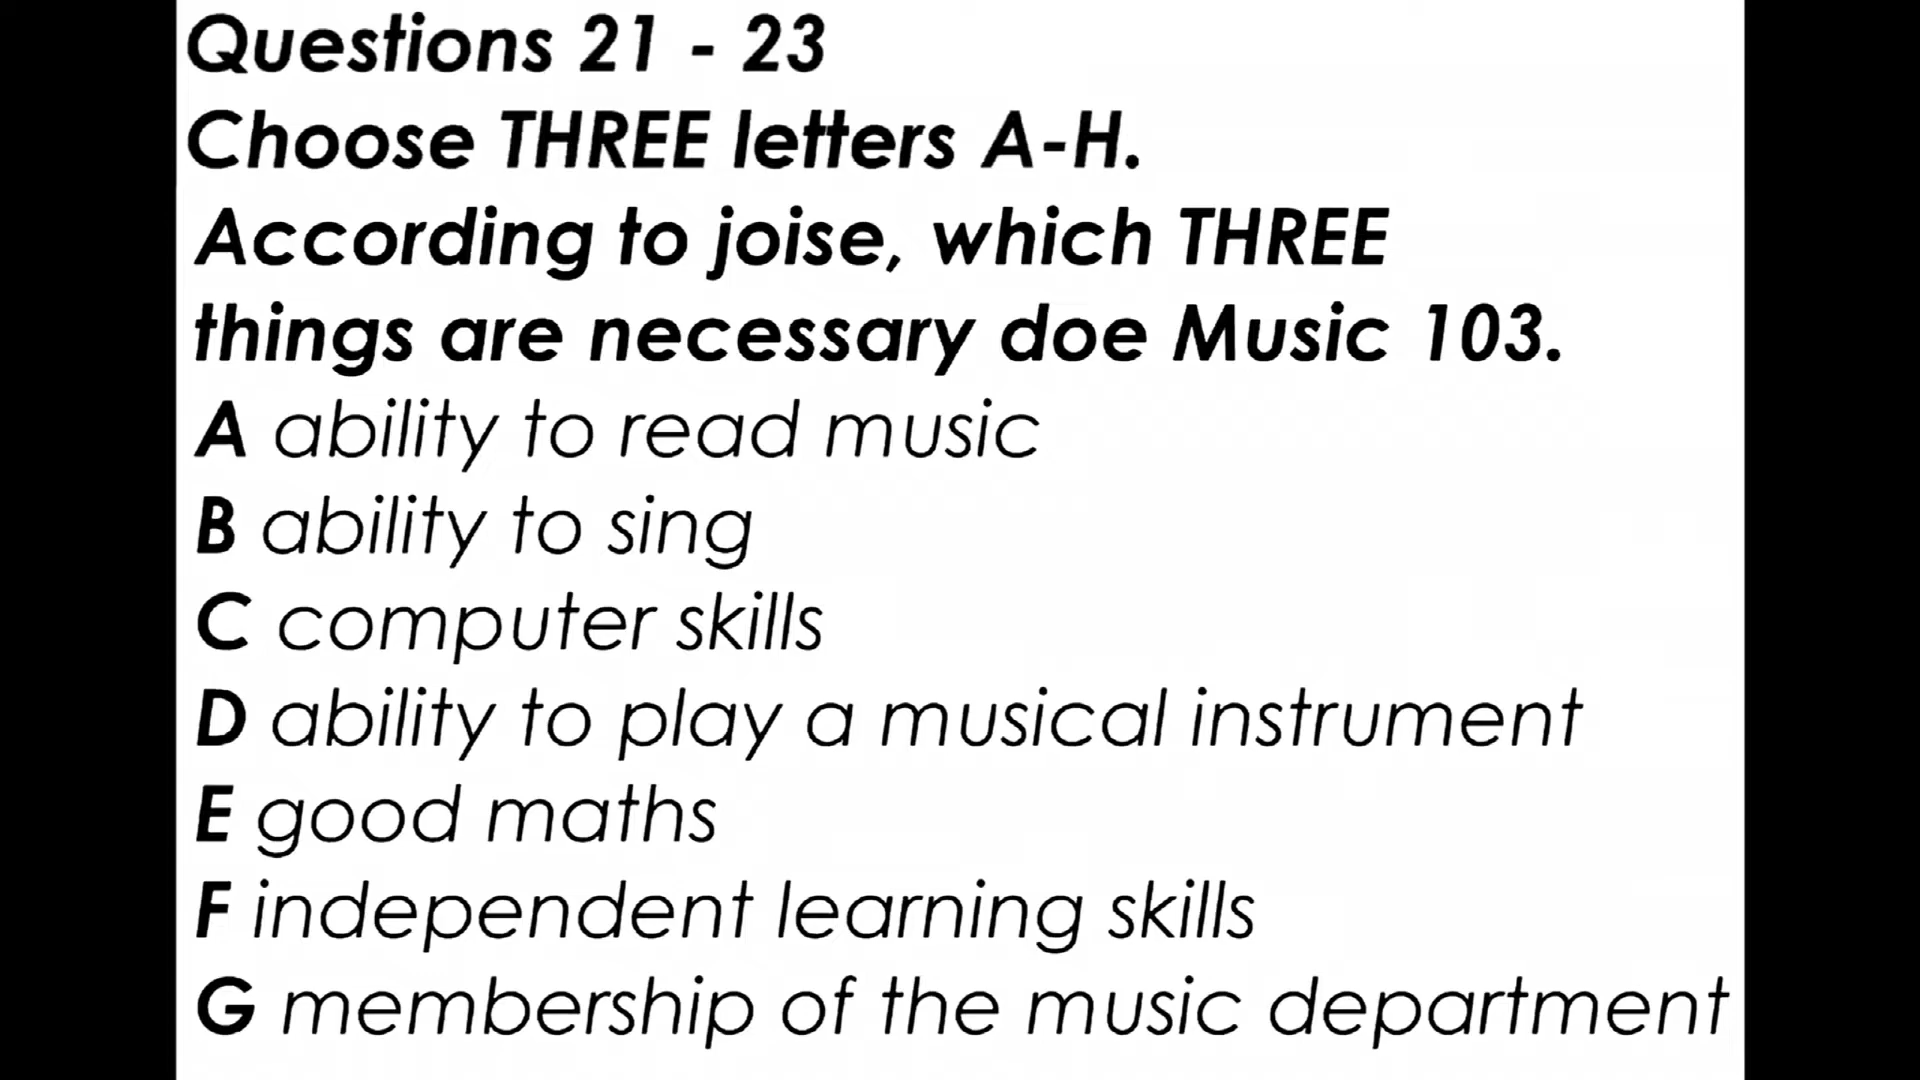 Questions 21 - 23
Choose THREE letters A-H.
According to joise, which THREE
things are necessary doe Music 103.
A ability to read music
B ability to sing
C computer skills
D ability to play a musical instrument
E good maths
F independent learning skills
G membership of the music department